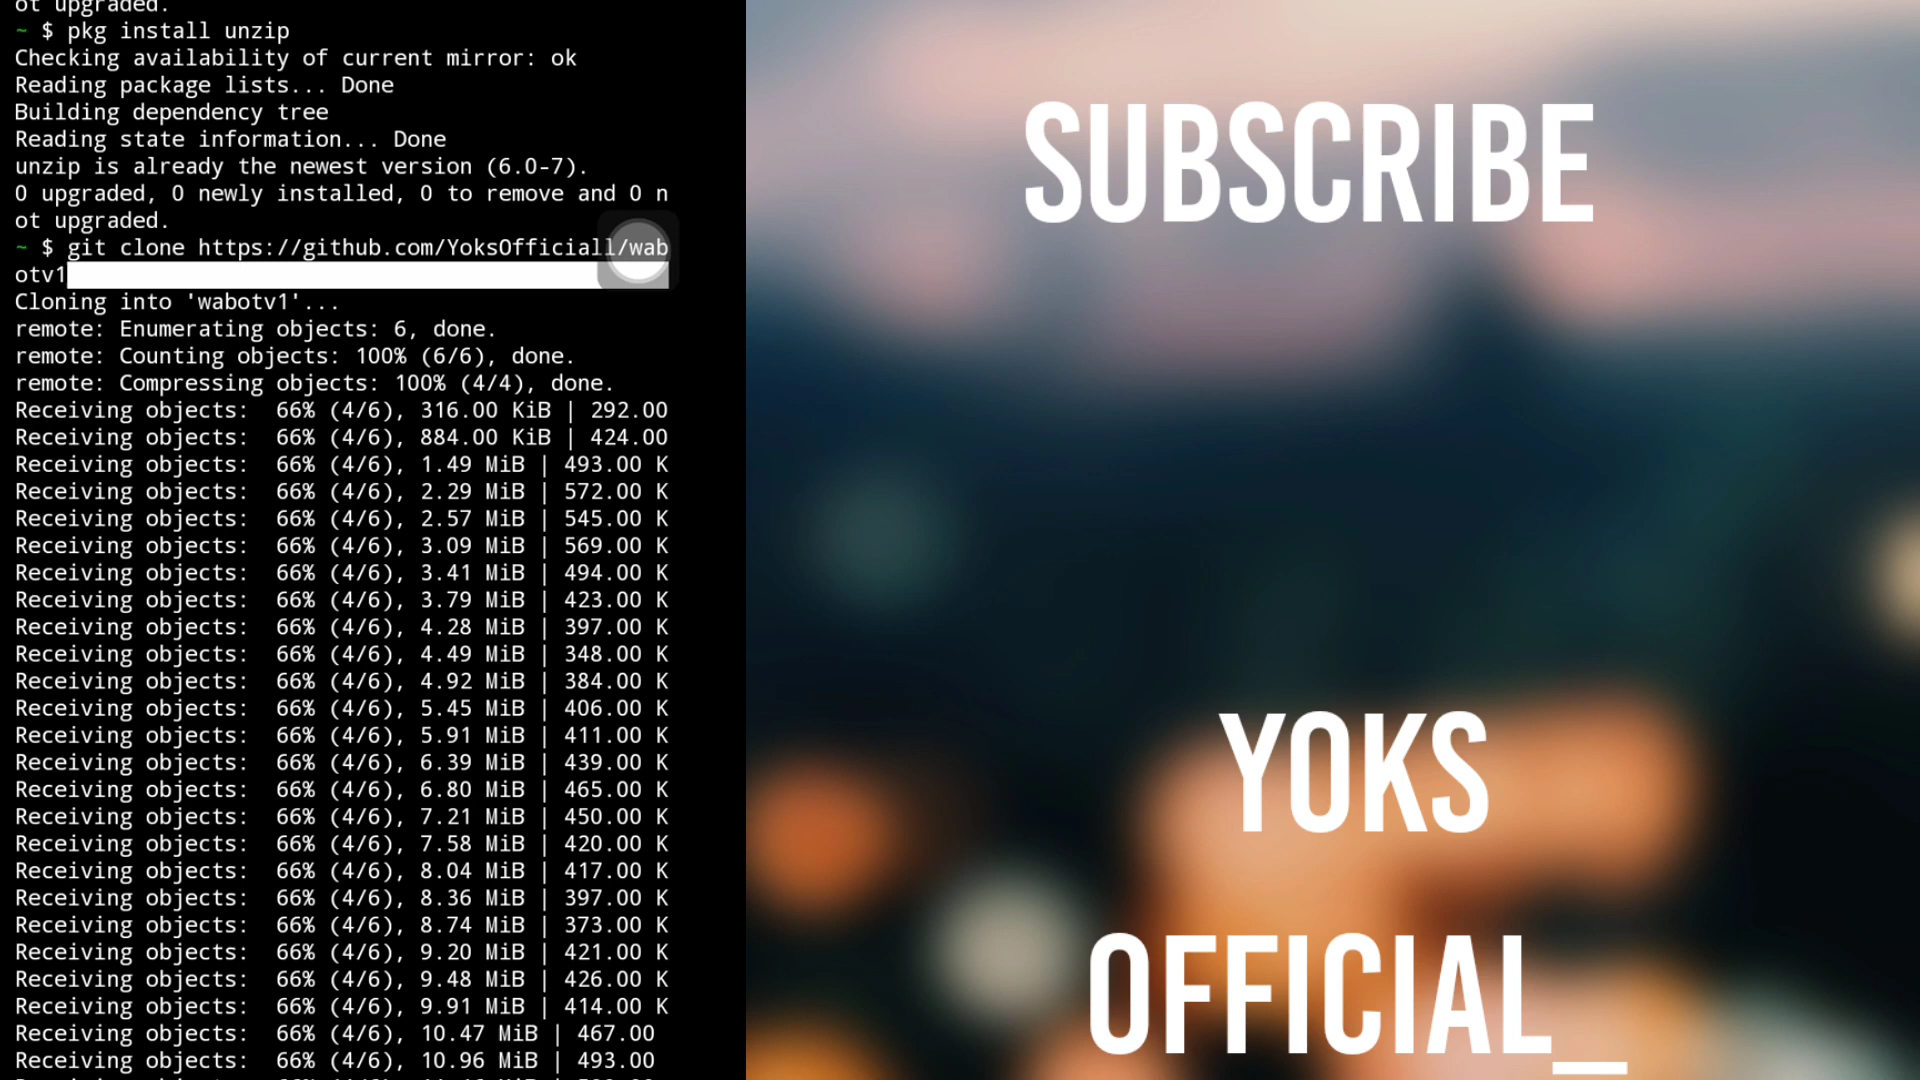 ot upgraded.
~ $ pkg install unzip
Checking availability of current mirror: ok
Reading package lists... Done
Building dependency tree
Reading state information... Done
unzip is already the newest version (6.0-7).
0 upgraded, 0 newly installed, 0 to remove and 0 n
ot upgraded.
~ $ git clone https://github.com/YoksOfficiall/wab
otv1
Cloning into 'wabotv1'...
remote: Enumerating objects: 6, done.
remote: Counting objects: 100% (6/6), done.
remote: Compressing objects: 100% (4/4), done.
Receiving objects:  66% (4/6), 316.00 KiB | 292.00
Receiving objects:  66% (4/6), 884.00 KiB | 424.00
Receiving objects:  66% (4/6), 1.49 MiB | 493.00 K
Receiving objects:  66% (4/6), 2.29 MiB | 572.00 K
Receiving objects:  66% (4/6), 2.57 MiB | 545.00 K
Receiving objects:  66% (4/6), 3.09 MiB | 569.00 K
Receiving objects:  66% (4/6), 3.41 MiB | 494.00 K
Receiving objects:  66% (4/6), 3.79 MiB | 423.00 K
Receiving objects:  66% (4/6), 4.28 MiB | 397.00 K
Receiving objects:  66% (4/6), 4.49 MiB | 348.00 K
Receiving objects:  66% (4/6), 4.92 MiB | 384.00 K
Receiving objects:  66% (4/6), 5.45 MiB | 406.00 K
Receiving objects:  66% (4/6), 5.91 MiB | 411.00 K
Receiving objects:  66% (4/6), 6.39 MiB | 439.00 K
Receiving objects:  66% (4/6), 6.80 MiB | 465.00 K
Receiving objects:  66% (4/6), 7.21 MiB | 450.00 K
Receiving objects:  66% (4/6), 7.58 MiB | 420.00 K
Receiving objects:  66% (4/6), 8.04 MiB | 417.00 K
Receiving objects:  66% (4/6), 8.36 MiB | 397.00 K
Receiving objects:  66% (4/6), 8.74 MiB | 373.00 K
Receiving objects:  66% (4/6), 9.20 MiB | 421.00 K
Receiving objects:  66% (4/6), 9.48 MiB | 426.00 K
Receiving objects:  66% (4/6), 9.91 MiB | 414.00 K
Receiving objects:  66% (4/6), 10.47 MiB | 467.00
Receiving objects:  66% (4/6), 10.96 MiB | 493.00
SUBSCRIBE
YOKS
OFFICIAL_